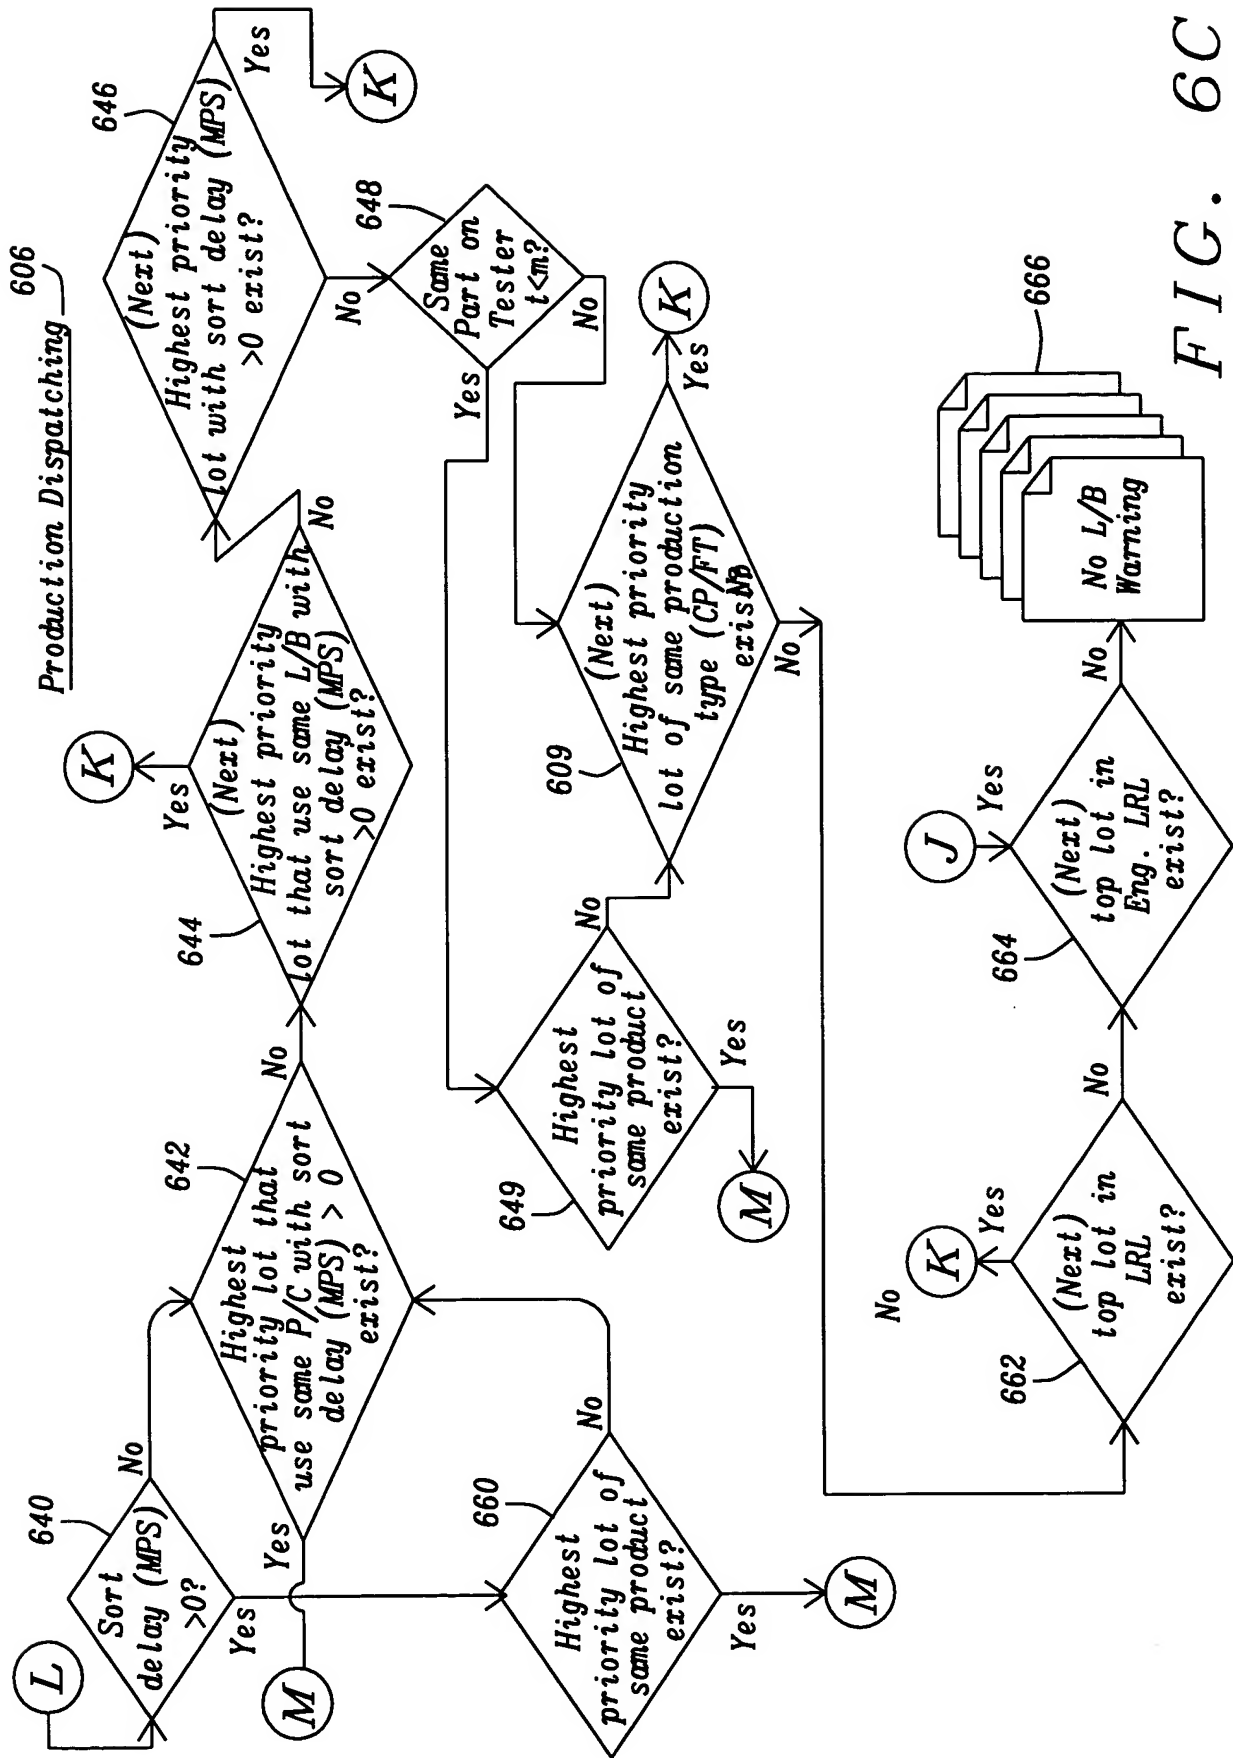 Production Dispatching 606
L
640
Sort
delay (MPS)
>0?
No
Yes
M
Yes
642
Highest
priority lot that
use same P/C with sort
delay (MPS) > 0
exist?
No
644
(Next)
Highest priority
lot that use same L/B with
sort delay (MPS)
>0 exist?
Yes
K
No
646
(Next)
Highest priority
lot with sort delay (MPS)
>0 exist?
Yes
K
No
648
Same
Part on
Tester
t<m?
Yes
No
660
Highest
priority lot of
same product
exist?
No
Yes
M
649
Highest
priority lot of
same product
exist?
No
Yes
M
609
(Next)
Highest priority
lot of same production
type (CP/FT)
exist?
No
Yes
K
No
No
662
(Next)
top lot in
LRL
exist?
Yes
K
No
664
(Next)
top lot in
Eng. LRL
exist?
Yes
J
No
No L/B
Warning
666
FIG. 6C